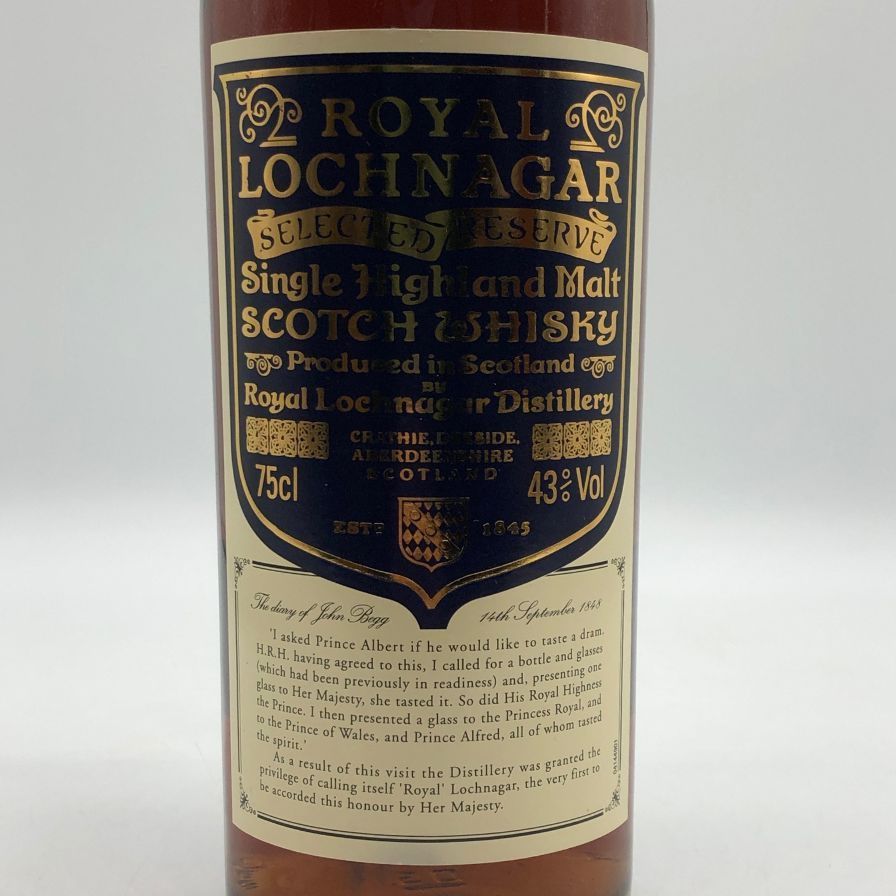 ROYAL
LOCHNAGAR
SELECTED RESERVE
Single Highland Malt
SCOTCH WHISKY
Produced in Scotland
BY
Royal Lochnagar Distillery
CRATHIE, DEESIDE,
ABERDEENSHIRE
SCOTLAND
75cl 43% Vol
ESTD 1845
The diary of John Begg 14th September 1848
'I asked Prince Albert if he would like to taste a dram.
H.R.H. having agreed to this, I called for a bottle and glasses
(which had been previously in readiness) and, presenting one
glass to Her Majesty, she tasted it. So did His Royal Highness
the Prince. I then presented a glass to the Princess Royal, and
to the Prince of Wales, and Prince Alfred, all of whom tasted
the spirit.'
As a result of this visit the Distillery was granted the
privilege of calling itself 'Royal' Lochnagar, the very first to
be accorded this honour by Her Majesty.